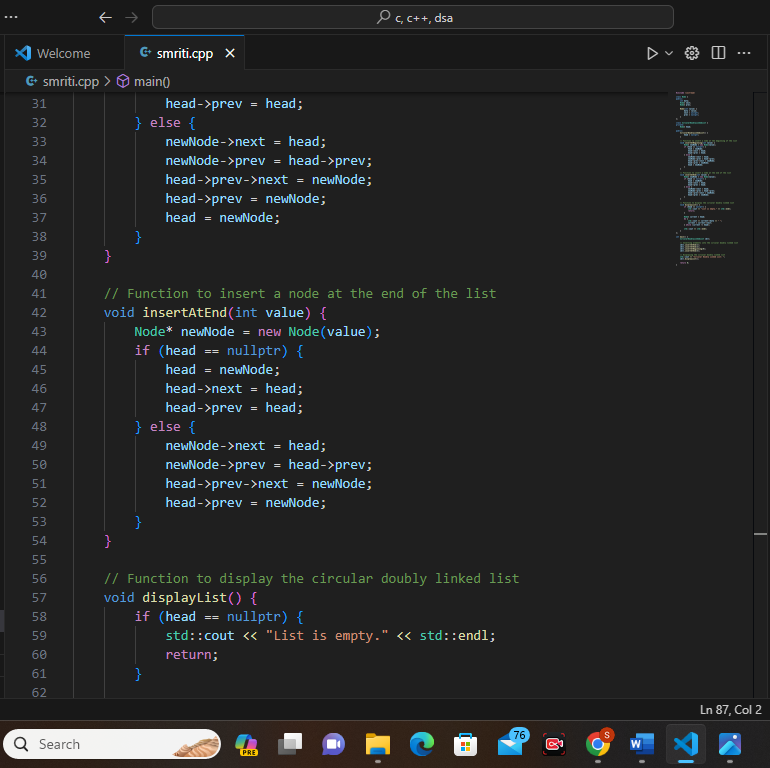 c, c++, dsa
Welcome
smriti.cpp
smriti.cpp > main()
31 head->prev = head;
32 } else {
33 newNode->next = head;
34 newNode->prev = head->prev;
35 head->prev->next = newNode;
36 head->prev = newNode;
37 head = newNode;
38 }
39 }
40
41 // Function to insert a node at the end of the list
42 void insertAtEnd(int value) {
43 Node* newNode = new Node(value);
44 if (head == nullptr) {
45 head = newNode;
46 head->next = head;
47 head->prev = head;
48 } else {
49 newNode->next = head;
50 newNode->prev = head->prev;
51 head->prev->next = newNode;
52 head->prev = newNode;
53 }
54 }
55
56 // Function to display the circular doubly linked list
57 void displayList() {
58 if (head == nullptr) {
59 std::cout << "List is empty." << std::endl;
60 return;
61 }
62
Ln 87, Col 2
Search
PRE
76
S
W